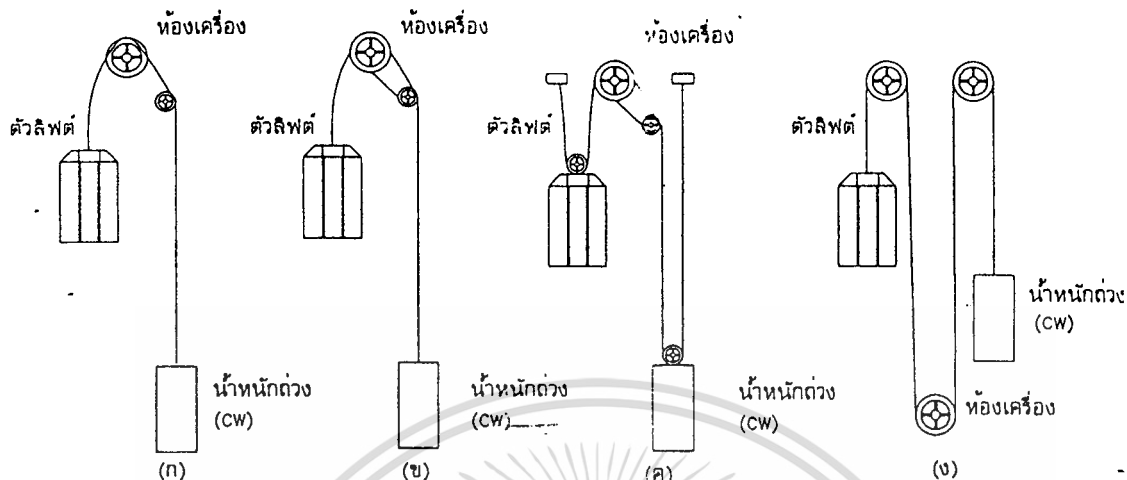 ห้องเครื่อง
ตัวลิฟต์
น้ำหนักถ่วง
(CW)
(ก)
ห้องเครื่อง
ตัวลิฟต์
น้ำหนักถ่วง
(CW)
(ข)
ห้องเครื่อง
ตัวลิฟต์
น้ำหนักถ่วง
(CW)
(ค)
ตัวลิฟต์
น้ำหนักถ่วง
(CW)
ห้องเครื่อง
(ง)